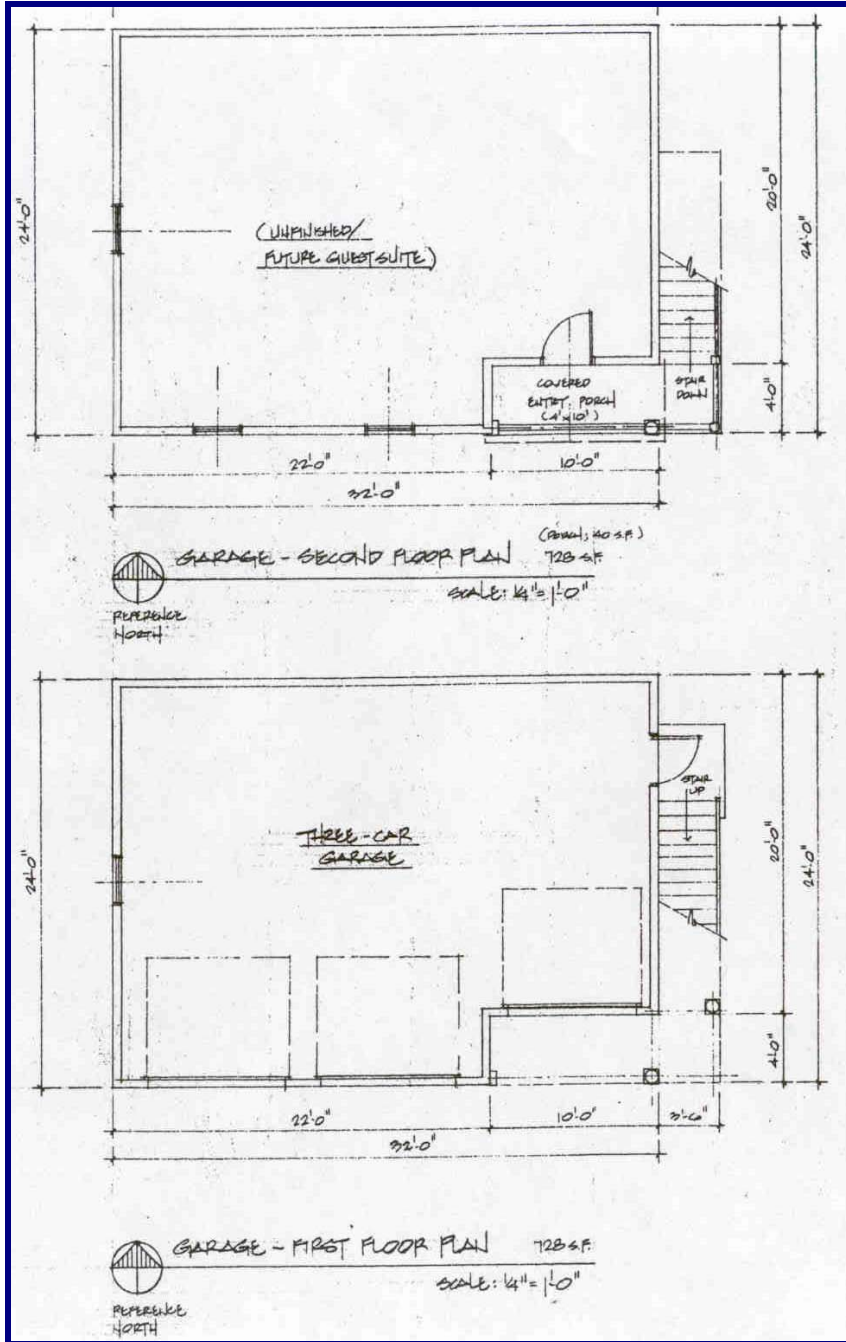 24'-0"
20'-0"
24'-0"
(UNFINISHED/
FUTURE GUEST SUITE)
COVERED
ENTRY PORCH
(4'x10')
STAIR
DOWN
4'-0"
22'-0"
10'-0"
32'-0"
GARAGE - SECOND FLOOR PLAN
(PORCH; 40 S.F.)
728 S.F.
SCALE: 1/4" = 1'-0"
REFERENCE
NORTH
24'-0"
THREE-CAR
GARAGE
STAIR
UP
20'-0"
24'-0"
4'-0"
22'-0"
10'-0"
3'-6"
32'-0"
GARAGE - FIRST FLOOR PLAN 728 S.F.
SCALE: 1/4" = 1'-0"
REFERENCE
NORTH